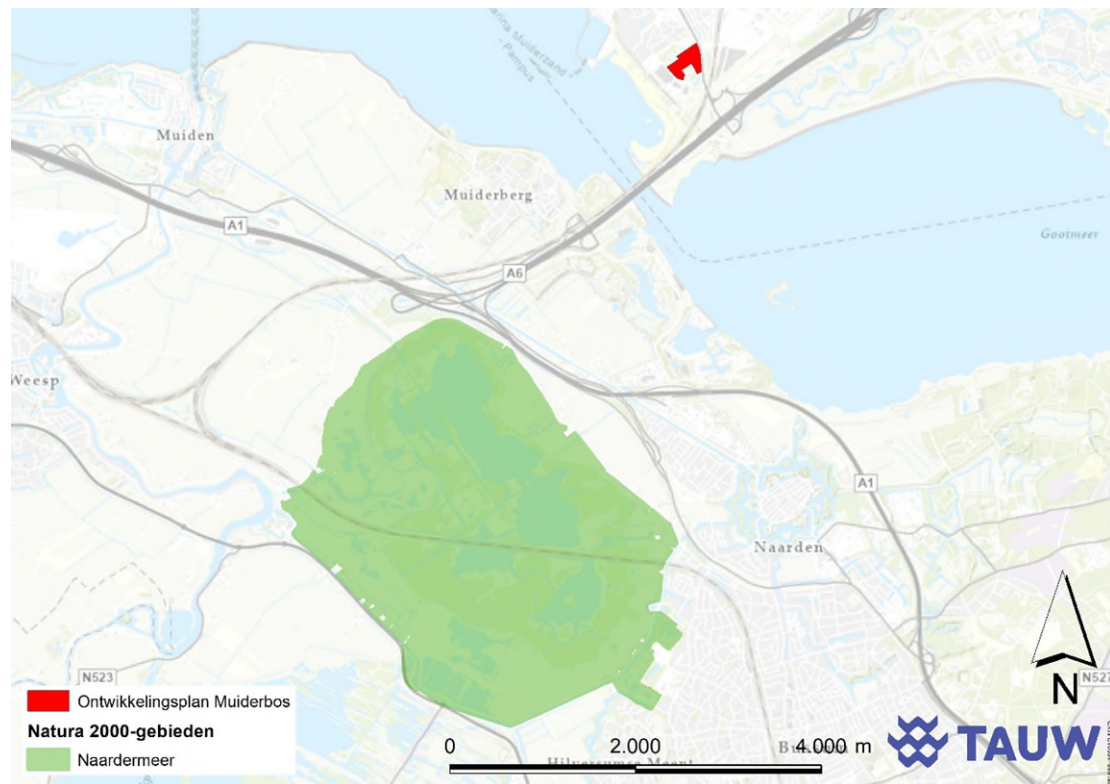 Marina Muiderzand
- Pampus
Muiden
Muiderberg
A1
Gooimeer
A6
Weesp
A1
Naarden
N523
N527
N
Ontwikkelingsplan Muiderbos
Natura 2000-gebieden
Naardermeer
0 2.000 4.000 m
Hilversumse Meent
TAUW